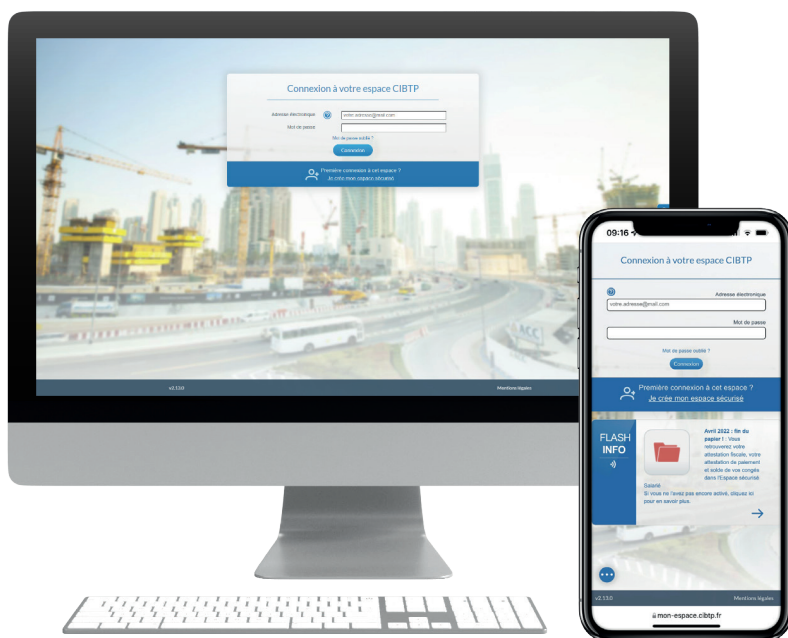 Connexion à votre espace CIBTP
Adresse électronique
votre.adresse@mail.com
Mot de passe
Mot de passe oublié ?
Connexion
Première connexion à cet espace ?
Je crée mon espace sécurisé
v2.13.0
Mentions légales
09:16
Connexion à votre espace CIBTP
Adresse électronique
votre.adresse@mail.com
Mot de passe
Mot de passe oublié ?
Connexion
Première connexion à cet espace ?
Je crée mon espace sécurisé
FLASH
INFO
Avril 2022 : fin du
papier ! : Vous
retrouverez votre
attestation fiscale, votre
attestation de paiement
et solde de vos congés
dans l'Espace sécurisé
Salarié.
Si vous ne l'avez pas encore activé, cliquez ici
pour en savoir plus.
v2.13.0
Mentions légales
mon-espace.cibtp.fr